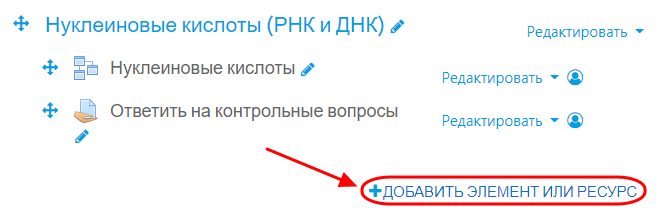 Нуклеиновые кислоты (РНК и ДНК)
Редактировать
Нуклеиновые кислоты
Редактировать
Ответить на контрольные вопросы
Редактировать
ДОБАВИТЬ ЭЛЕМЕНТ ИЛИ РЕСУРС